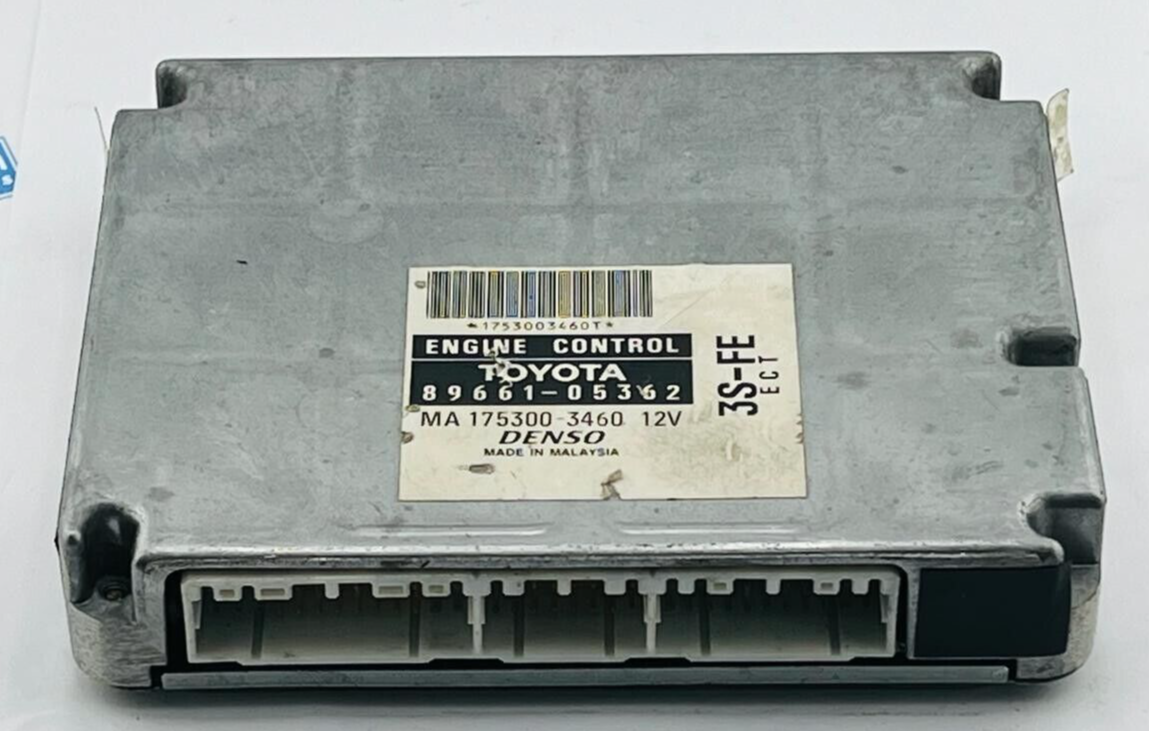 *1753003460T*
ENGINE CONTROL
TOYOTA
89661-05362
MA 175300-3460 12V
DENSO
MADE IN MALAYSIA
3S-FE
ECT